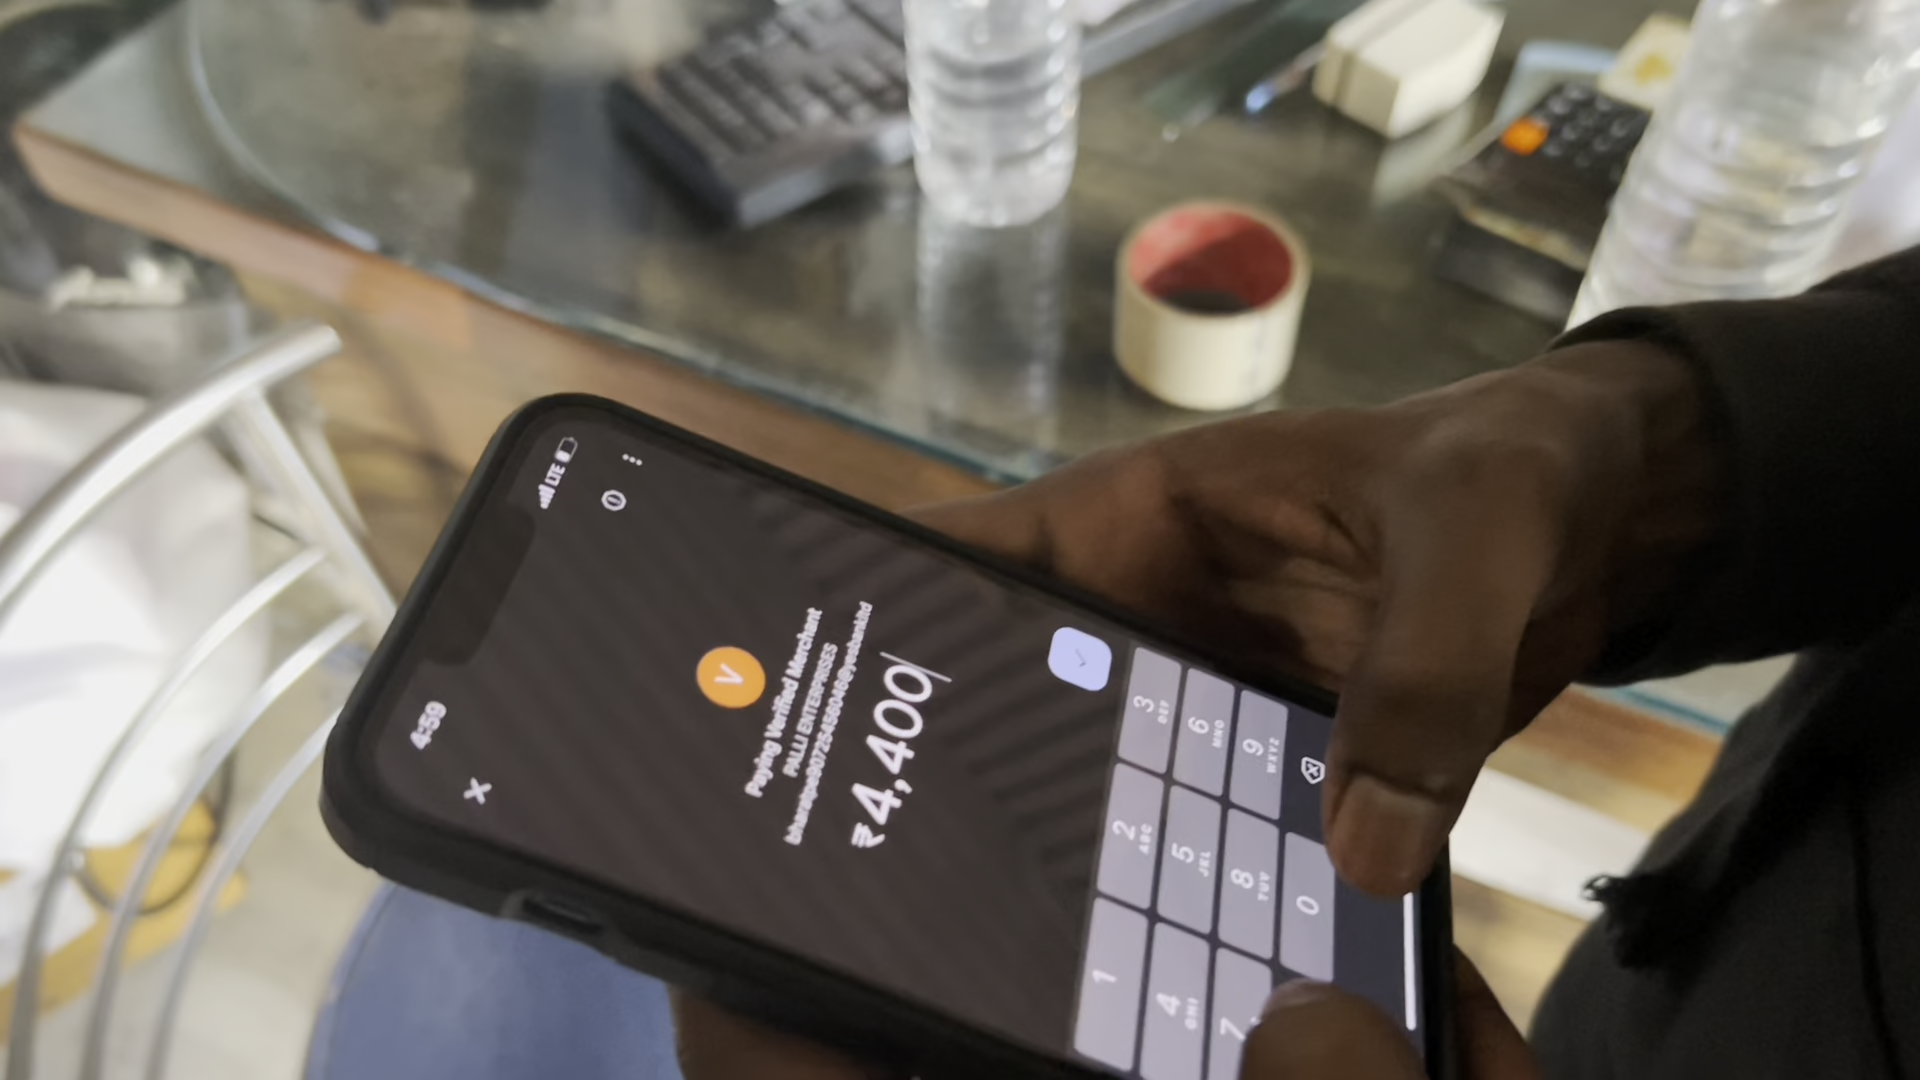 4:59
LTE
V
Paying Verified Merchant
PALLI ENTERPRISES
₹4,400
1
2 ABC
3 DEF
4 GHI
5 JKL
6 MNO
7
8 TUV
9 WXYZ
0